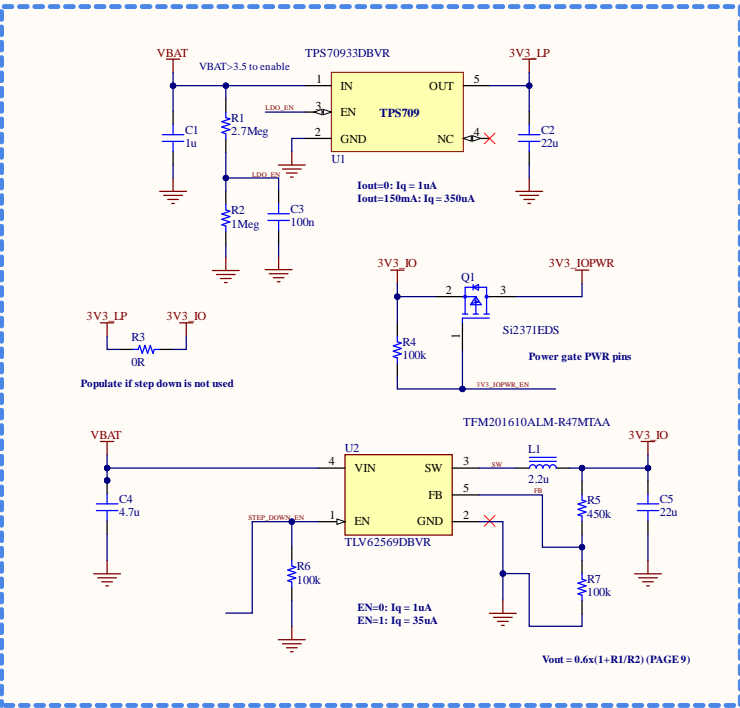 VBAT
TPS70933DBVR
3V3_LP
VBAT>3.5 to enable
1
IN
OUT
5
LDO_EN
3
EN
TPS709
R1
2.7Meg
C1
1u
2
GND
NC
4
C2
22u
U1
LDO_EN
Iout=0: Iq = 1uA
Iout=150mA: Iq = 350uA
R2
1Meg
C3
100n
3V3_IO
3V3_IOPWR
Q1
2
3
3V3_LP
3V3_IO
R3
0R
Si2371EDS
1
R4
100k
Power gate PWR pins
Populate if step down is not used
3V3_IOPWR_EN
TFM201610ALM-R47MTAA
VBAT
U2
L1
3V3_IO
4
VIN
SW
3
SW
2.2u
5
FB
FB
C4
4.7u
R5
450k
C5
22u
STEP_DOWN_EN
1
EN
GND
2
TLV62569DBVR
R6
100k
R7
100k
EN=0: Iq = 1uA
EN=1: Iq = 35uA
Vout = 0.6x(1+R1/R2) (PAGE 9)